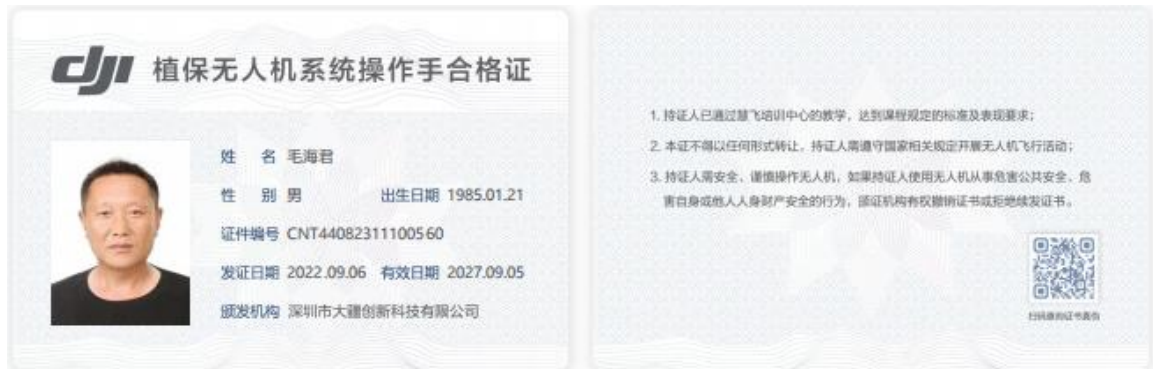 dji 植保无人机系统操作手合格证
姓 名 毛海君
性 别 男 出生日期 1985.01.21
证件编号 CNT44082311100560
发证日期 2022.09.06 有效日期 2027.09.05
颁发机构 深圳市大疆创新科技有限公司
1. 持证人已通过慧飞培训中心的教学，达到课程规定的标准及表现要求；
2. 本证不得以任何形式转让，持证人需遵守国家相关规定开展无人机飞行活动；
3. 持证人需安全、谨慎操作无人机，如果持证人使用无人机从事危害公共安全、危
害自身或他人人身财产安全的行为，颁证机构有权撤销证书或拒绝续发证书。
扫码查询证书真伪